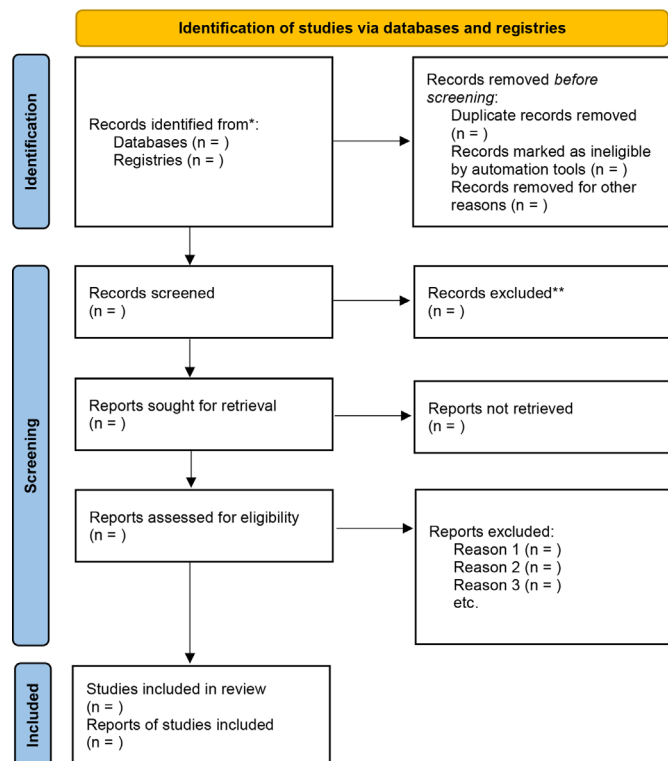 Identification of studies via databases and registries
Identification
Records identified from*:
Databases (n = )
Registries (n = )
Records removed before
screening:
Duplicate records removed
(n = )
Records marked as ineligible
by automation tools (n = )
Records removed for other
reasons (n = )
Screening
Records screened
(n = )
Records excluded**
(n = )
Reports sought for retrieval
(n = )
Reports not retrieved
(n = )
Reports assessed for eligibility
(n = )
Reports excluded:
Reason 1 (n = )
Reason 2 (n = )
Reason 3 (n = )
etc.
Included
Studies included in review
(n = )
Reports of studies included
(n = )